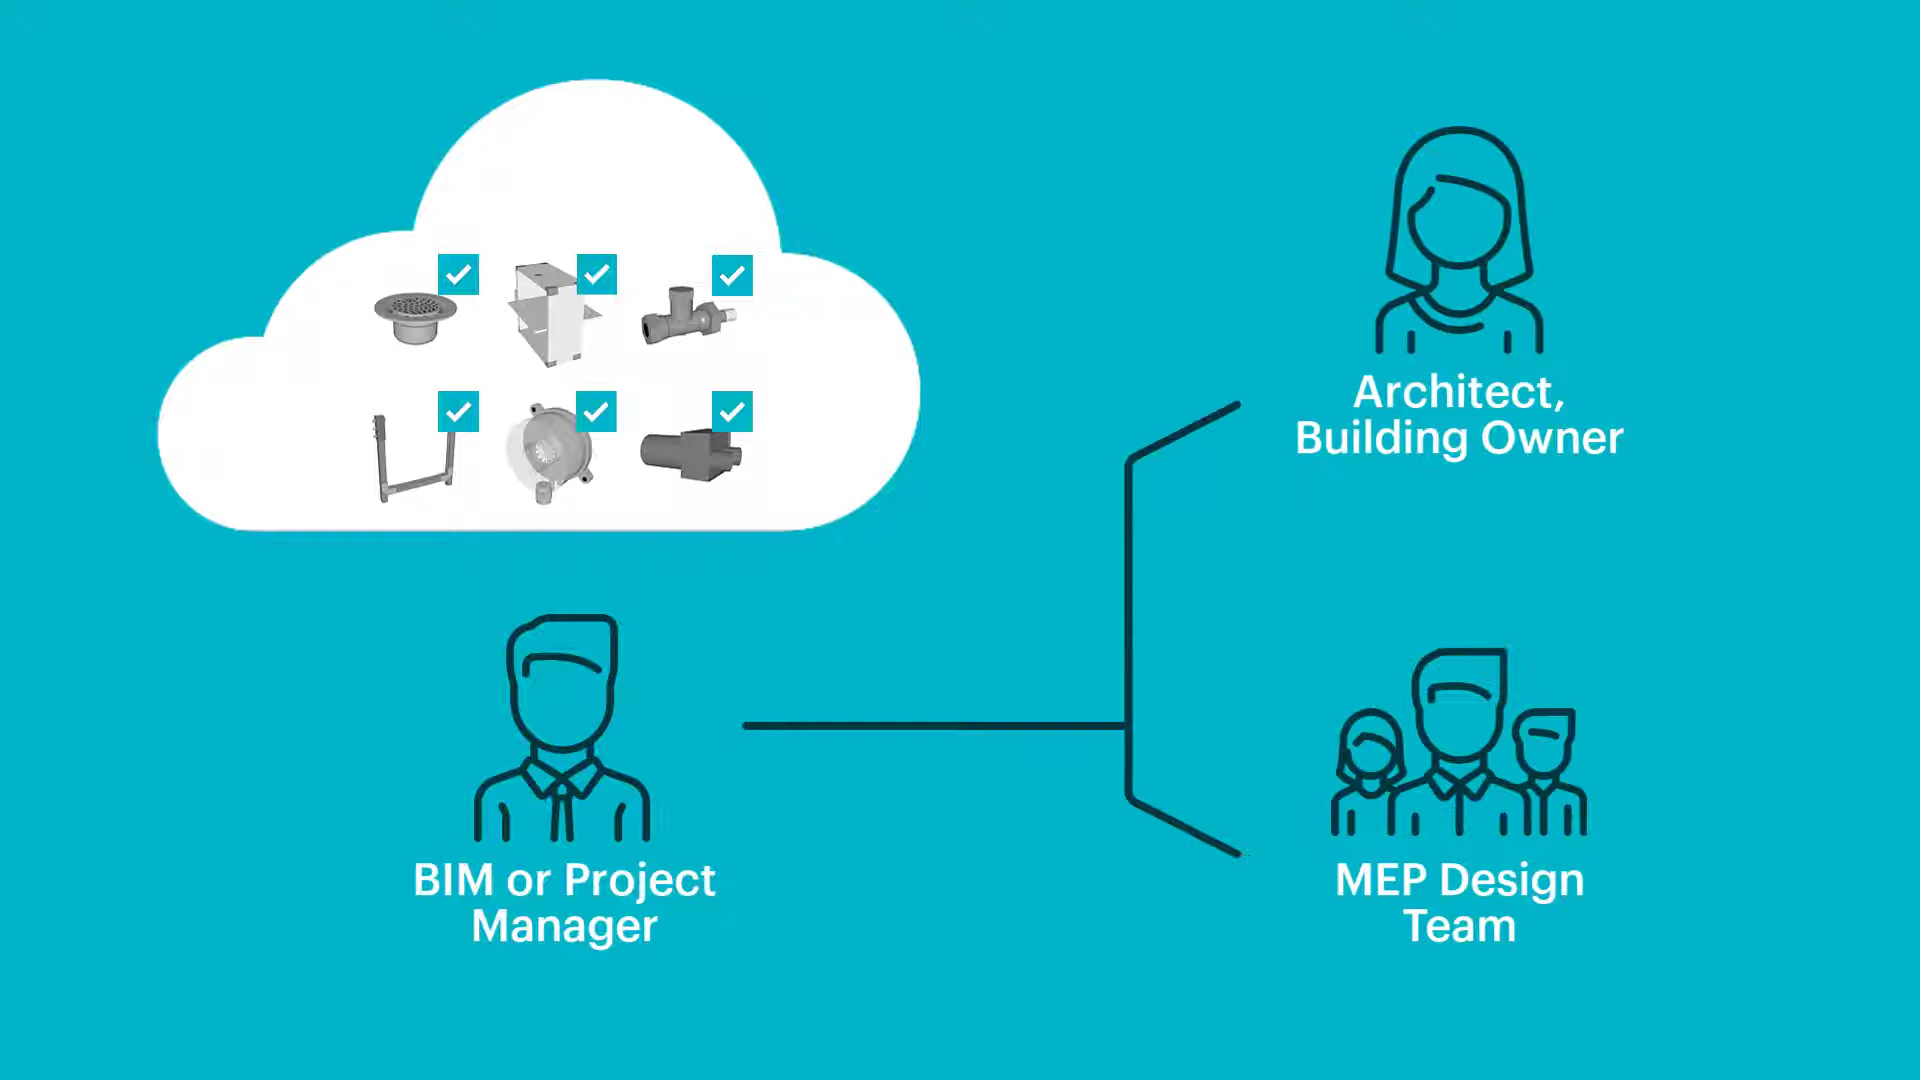 Architect,
Building Owner
BIM or Project
Manager
MEP Design
Team